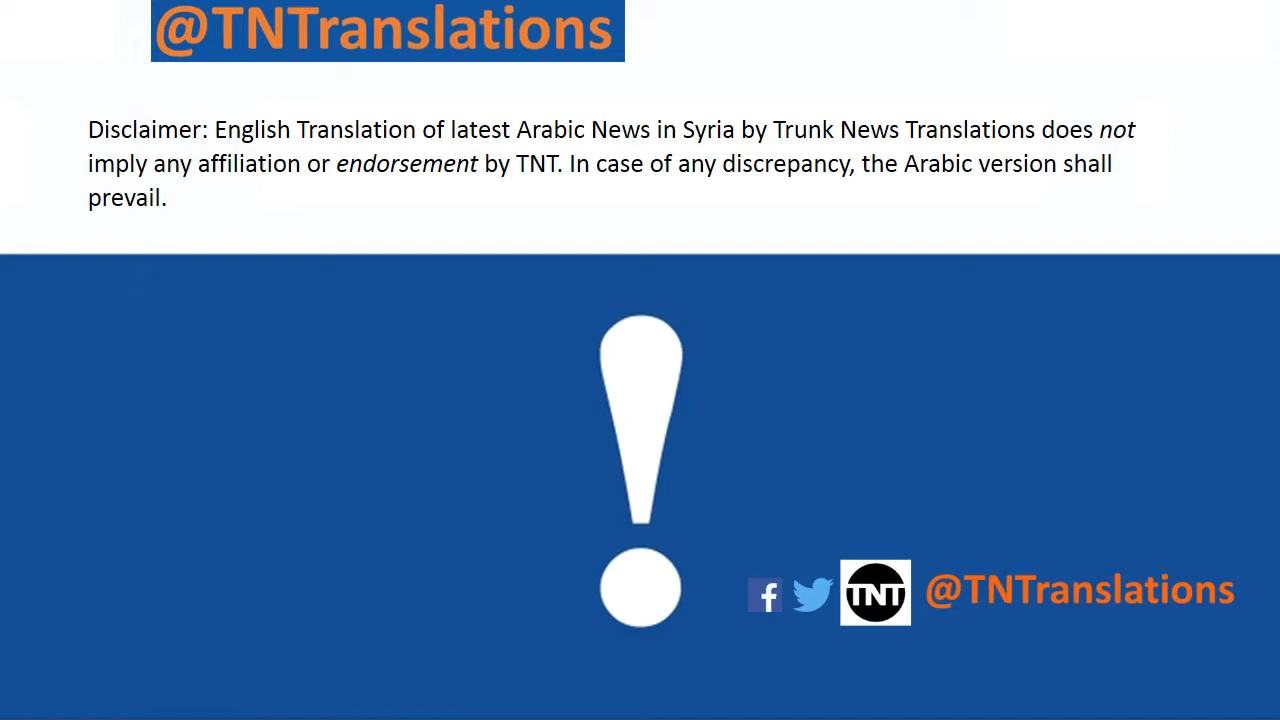 @TNTranslations
Disclaimer: English Translation of latest Arabic News in Syria by Trunk News Translations does not
imply any affiliation or endorsement by TNT. In case of any discrepancy, the Arabic version shall
prevail.
!
f TNT @TNTranslations